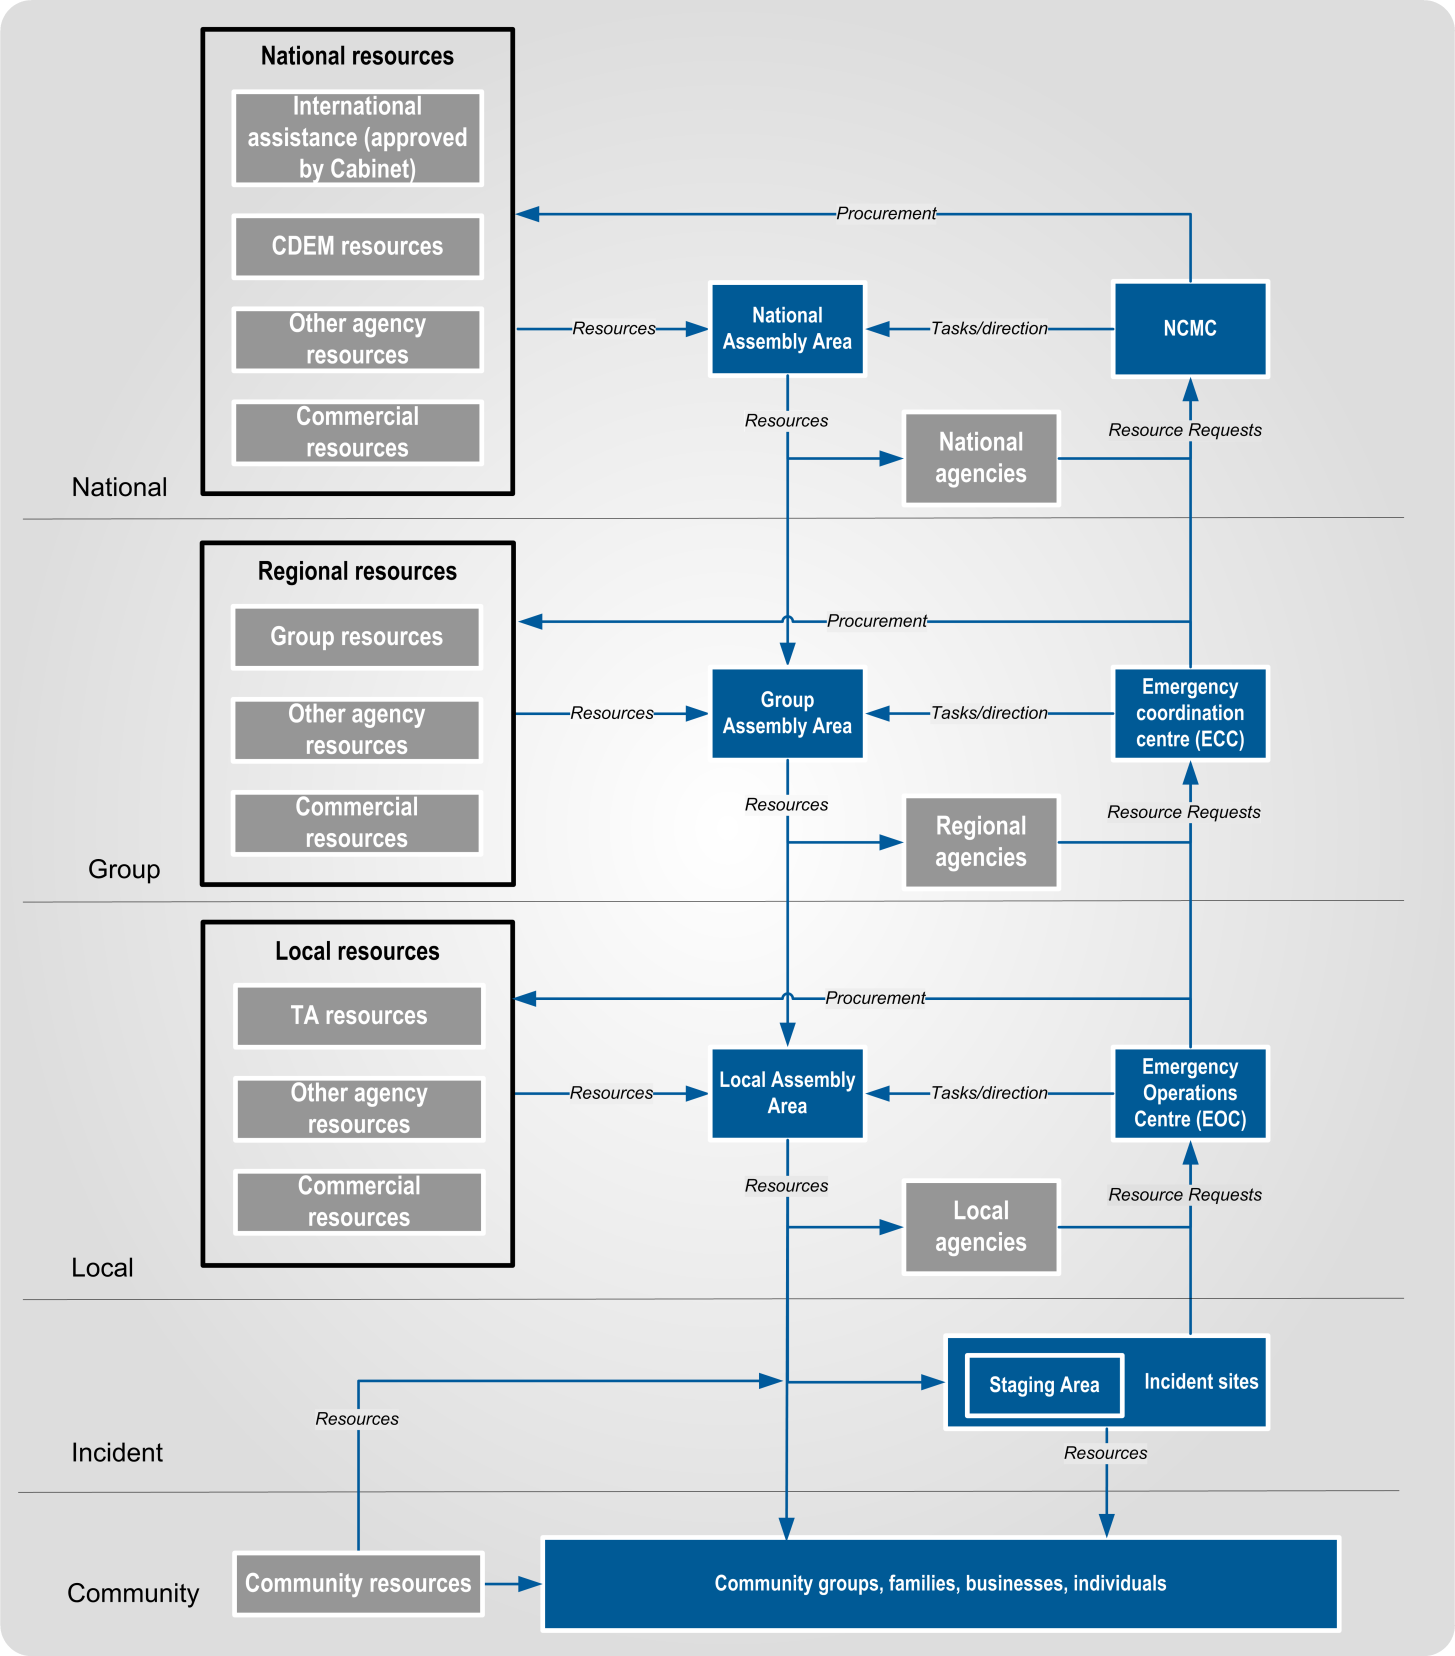 National resources
International
assistance (approved
by Cabinet)
CDEM resources
Other agency
resources
Commercial
resources
National
Procurement
Resources
National
Assembly Area
Tasks/direction
NCMC
Resources
National
agencies
Resource Requests
Regional resources
Group resources
Other agency
resources
Commercial
resources
Group
Procurement
Resources
Group
Assembly Area
Tasks/direction
Emergency
coordination
centre (ECC)
Resources
Regional
agencies
Resource Requests
Local resources
TA resources
Other agency
resources
Commercial
resources
Local
Procurement
Resources
Local Assembly
Area
Tasks/direction
Emergency
Operations
Centre (EOC)
Resources
Local
agencies
Resource Requests
Incident
Resources
Staging Area
Incident sites
Resources
Community
Community resources
Community groups, families, businesses, individuals